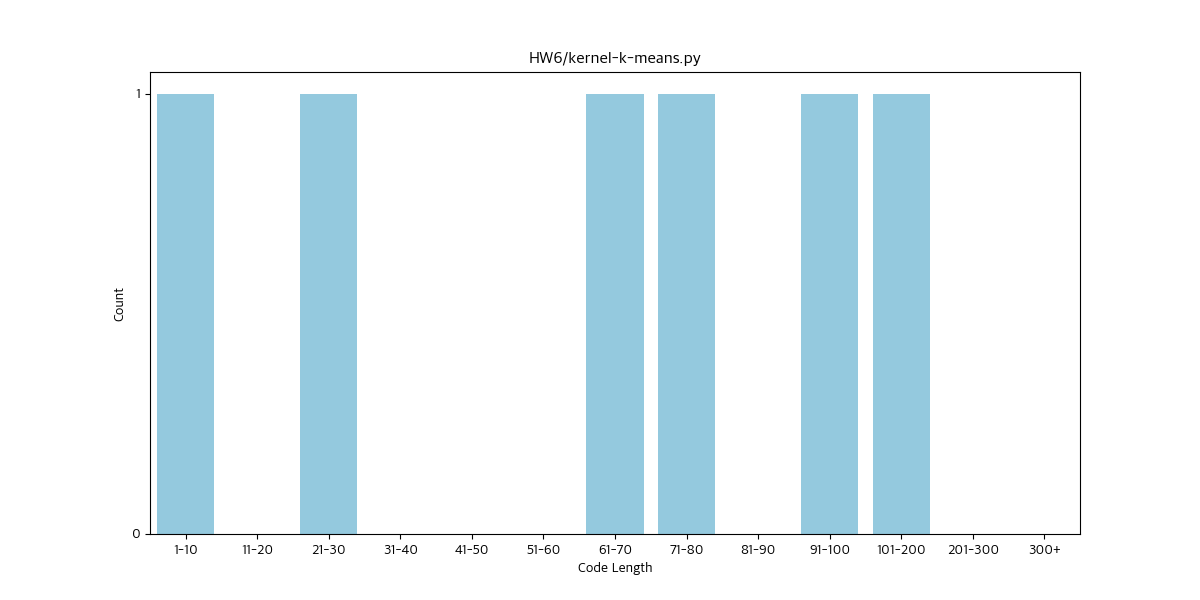 HW6/kernel-k-means.py
1
0
Count
1-10 11-20 21-30 31-40 41-50 51-60 61-70 71-80 81-90 91-100 101-200 201-300 300+
Code Length